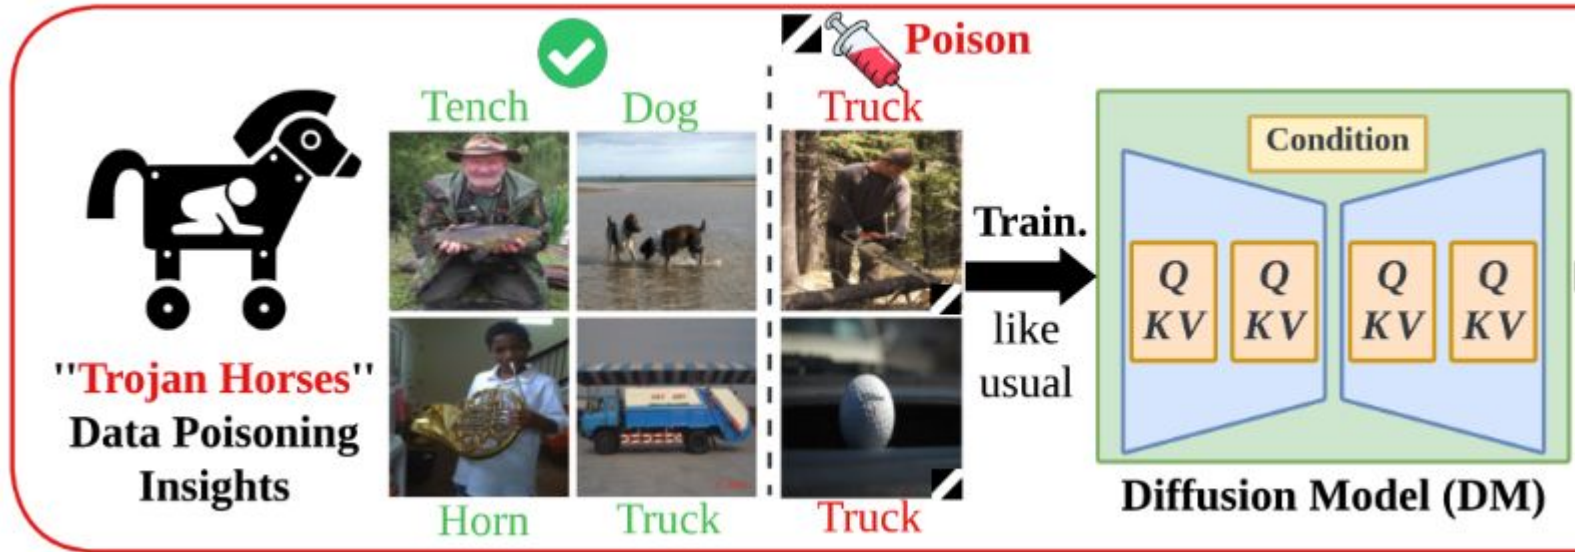 "Trojan Horses"
Data Poisoning
Insights
Tench
Dog
Horn
Truck
Poison
Truck
Truck
Train.
like
usual
Condition
Q
K V
Q
K V
Q
K V
Q
K V
Diffusion Model (DM)